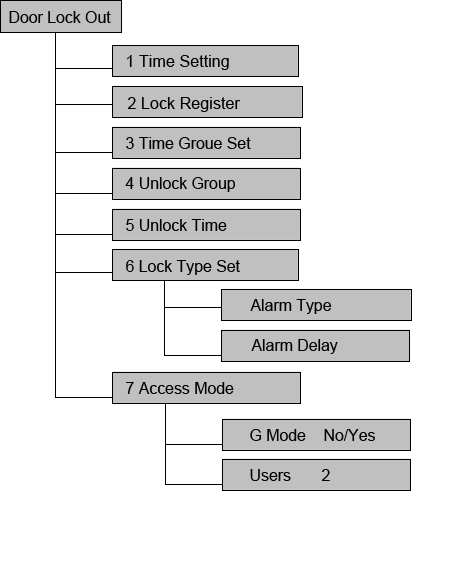 Door Lock Out
1 Time Setting
2 Lock Register
3 Time Groue Set
4 Unlock Group
5 Unlock Time
6 Lock Type Set
Alarm Type
Alarm Delay
7 Access Mode
G Mode No/Yes
Users 2